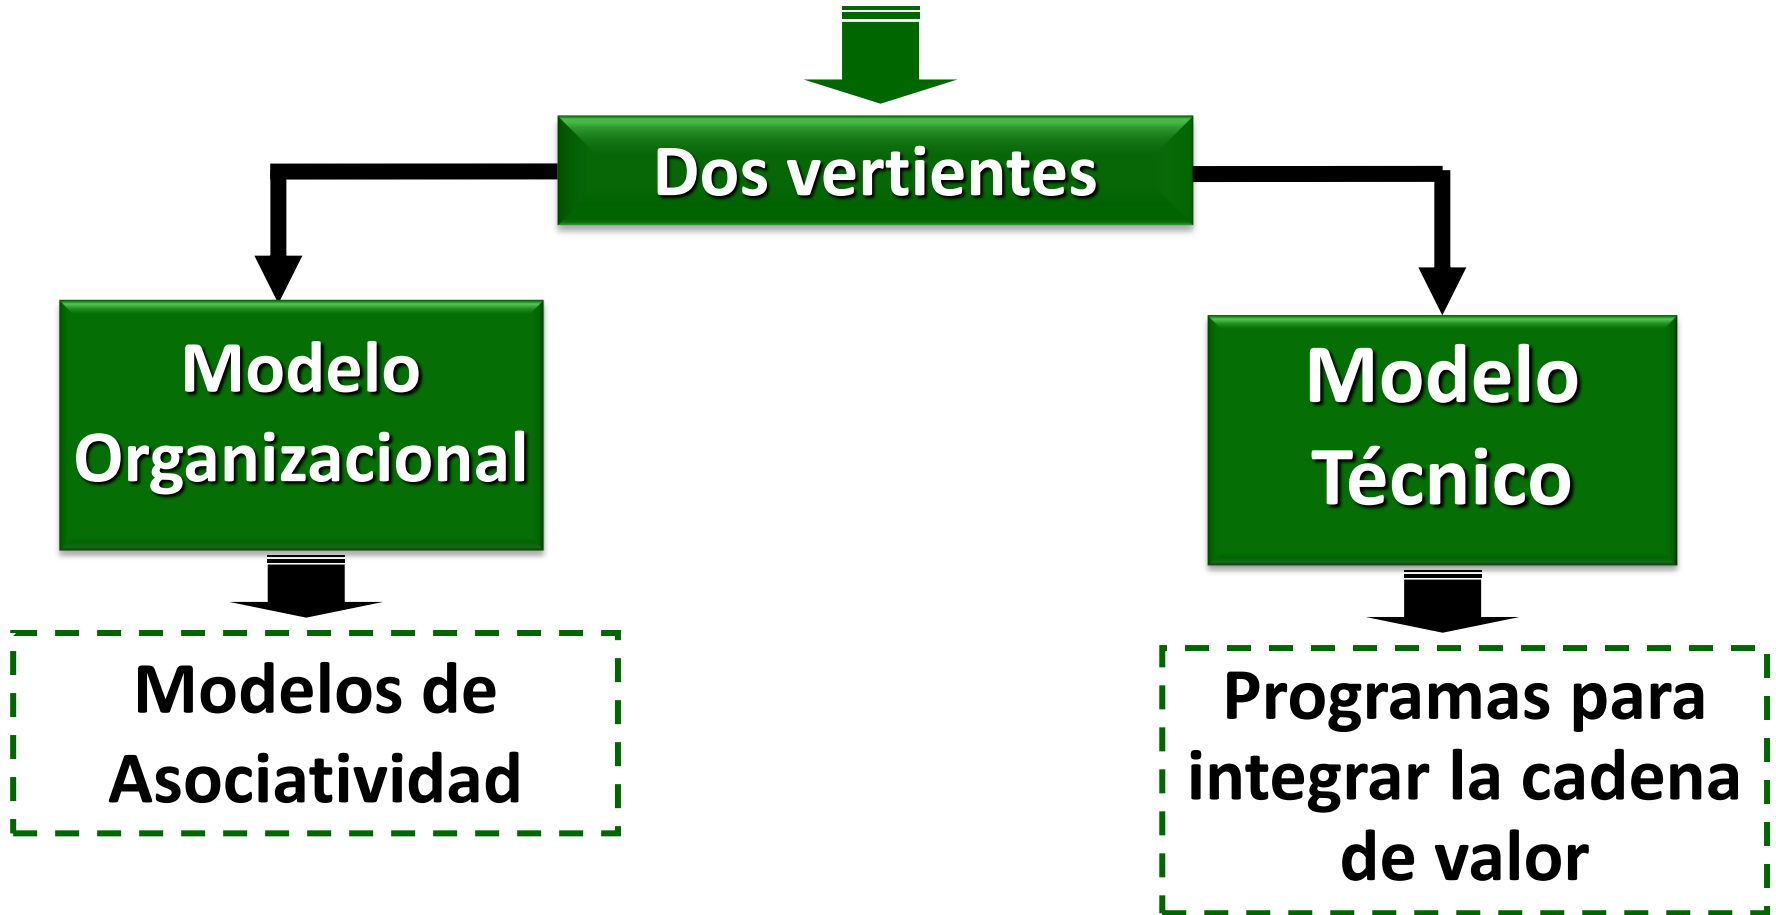 Dos vertientes
Modelo
Organizacional
Modelo
Técnico
Modelos de
Asociatividad
Programas para
integrar la cadena
de valor